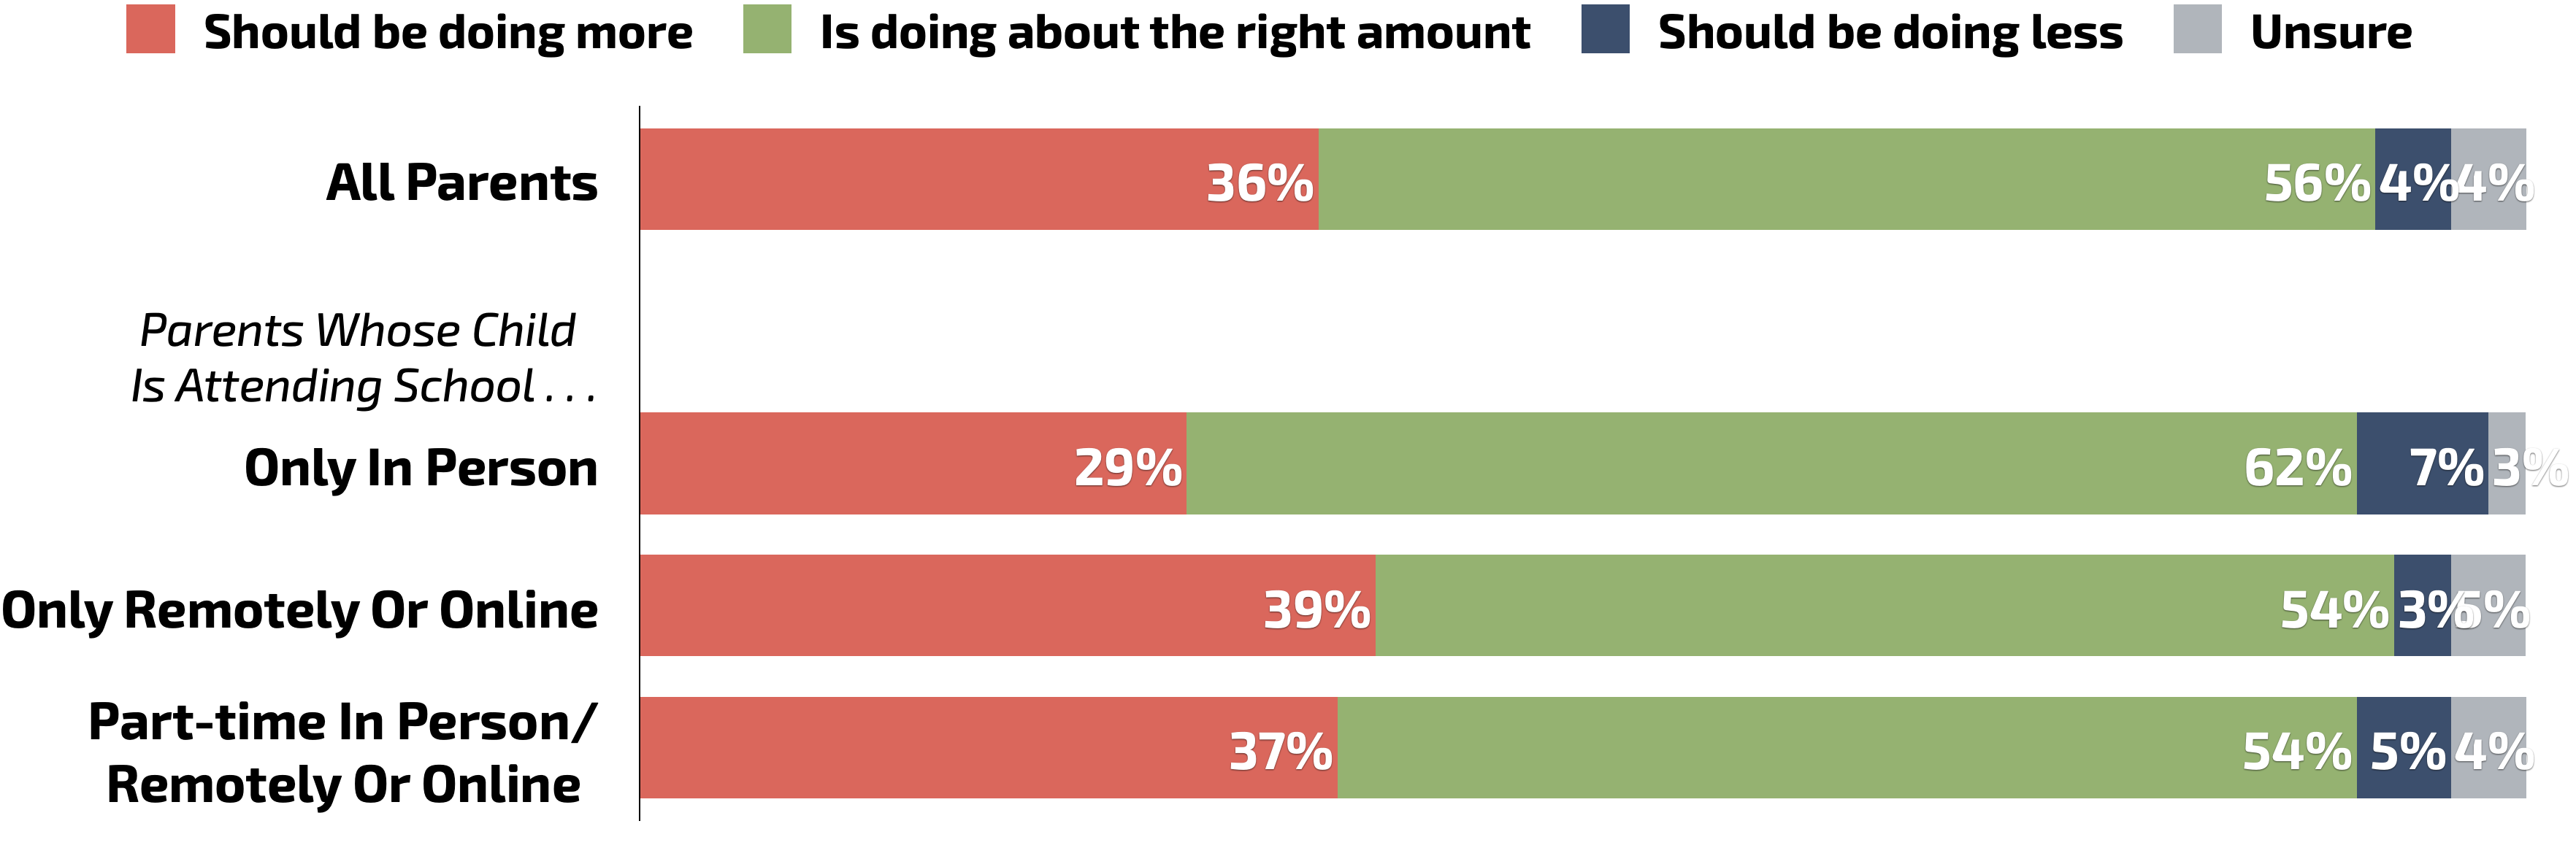 Should be doing more Is doing about the right amount Should be doing less Unsure
All Parents 36% 56% 4% 4%
Parents Whose Child
Is Attending School . . .
Only In Person 29% 62% 7% 3%
Only Remotely Or Online 39% 54% 3% 5%
Part-time In Person/
Remotely Or Online 37% 54% 5% 4%